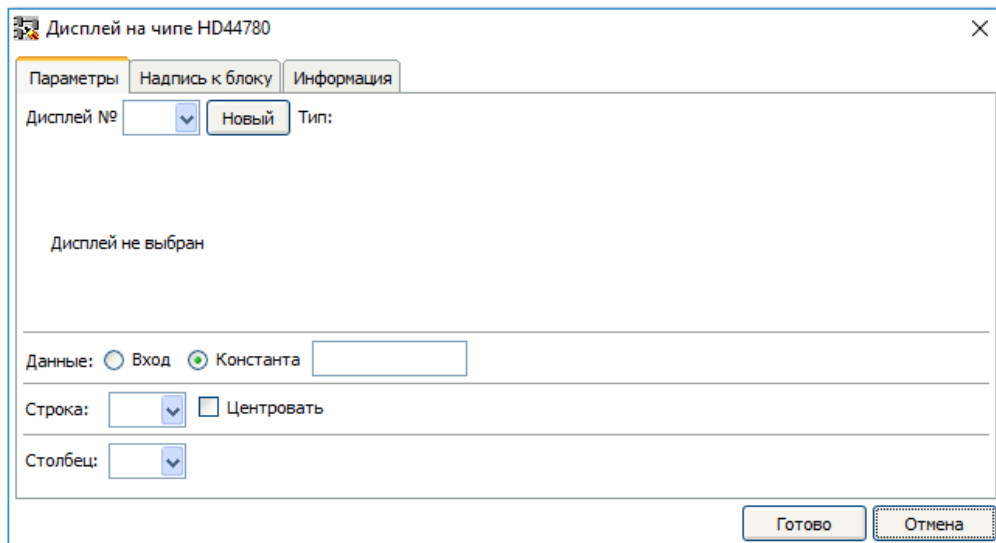 Дисплей на чипе HD44780
Параметры Надпись к блоку Информация
Дисплей № Новый Тип:
Дисплей не выбран
Данные: Вход Константа
Строка: Центровать
Столбец:
Готово Отмена